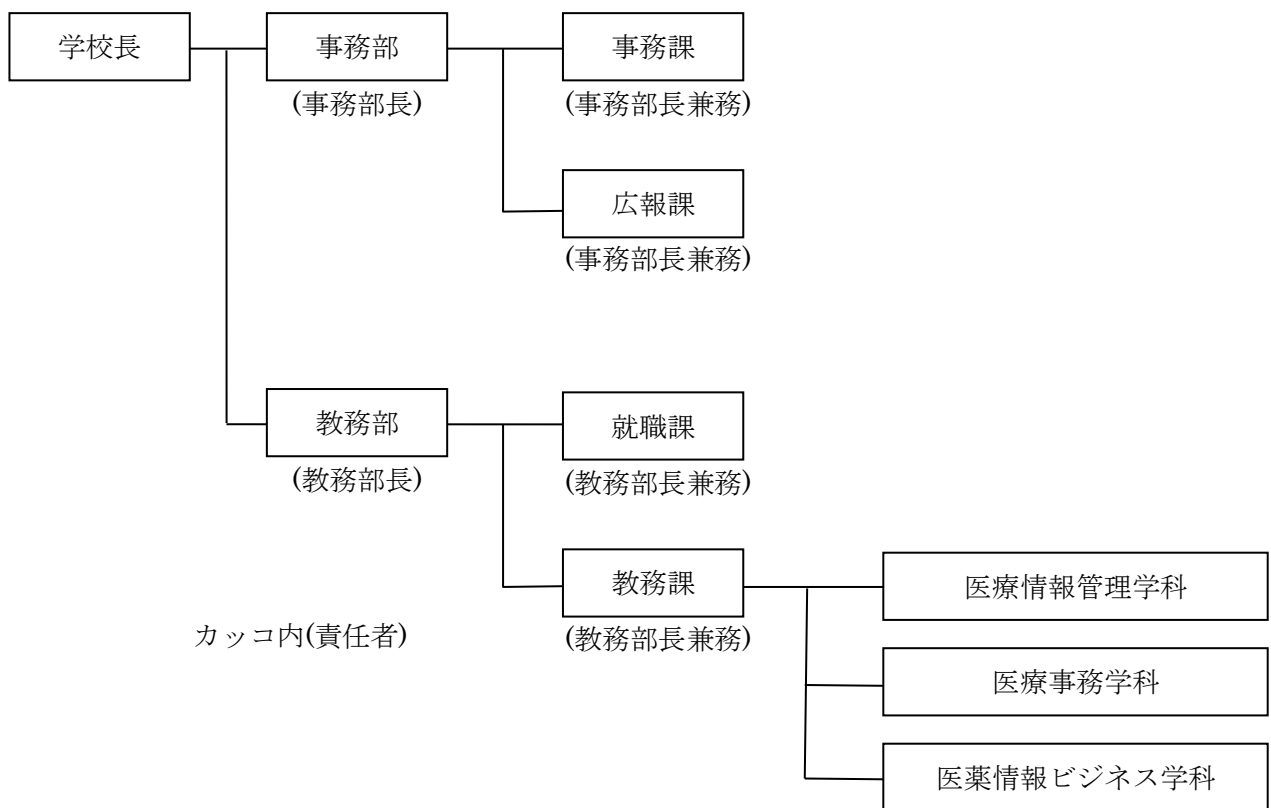 学校長
事務部
(事務部長)
事務課
(事務部長兼務)
広報課
(事務部長兼務)
教務部
(教務部長)
就職課
(教務部長兼務)
教務課
(教務部長兼務)
医療情報管理学科
医療事務学科
医薬情報ビジネス学科
カッコ内(責任者)